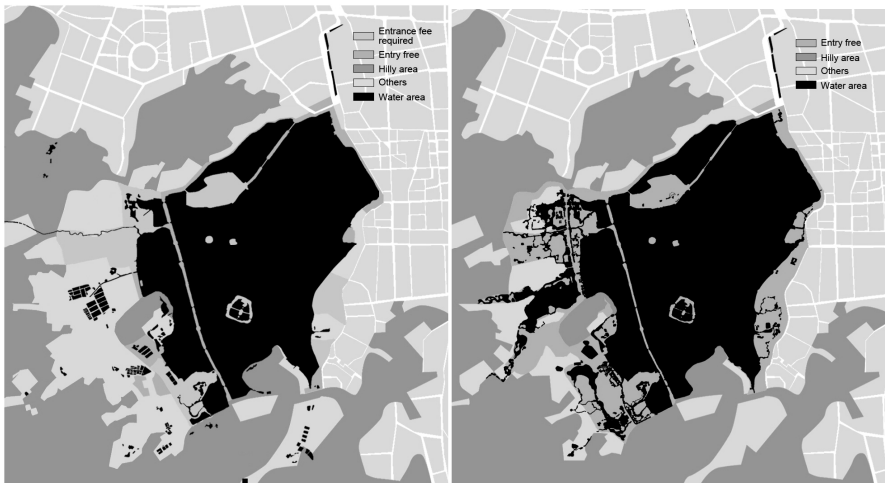 Entrance fee
required
Entry free
Hilly area
Others
Water area
Entry free
Hilly area
Others
Water area